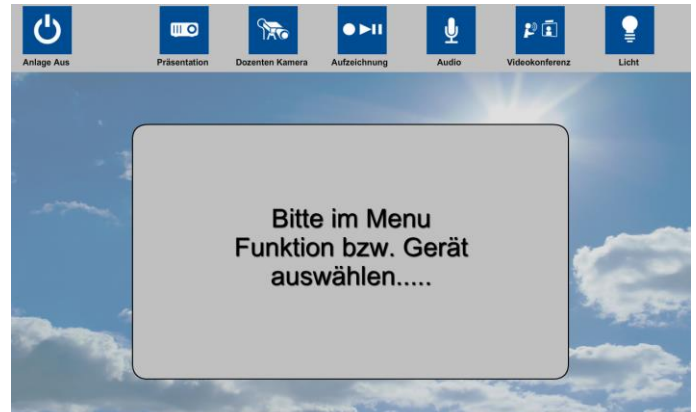 Anlage Aus
Präsentation
Dozenten Kamera
Aufzeichnung
Audio
Videokonferenz
Licht
Bitte im Menu
Funktion bzw. Gerät
auswählen.....